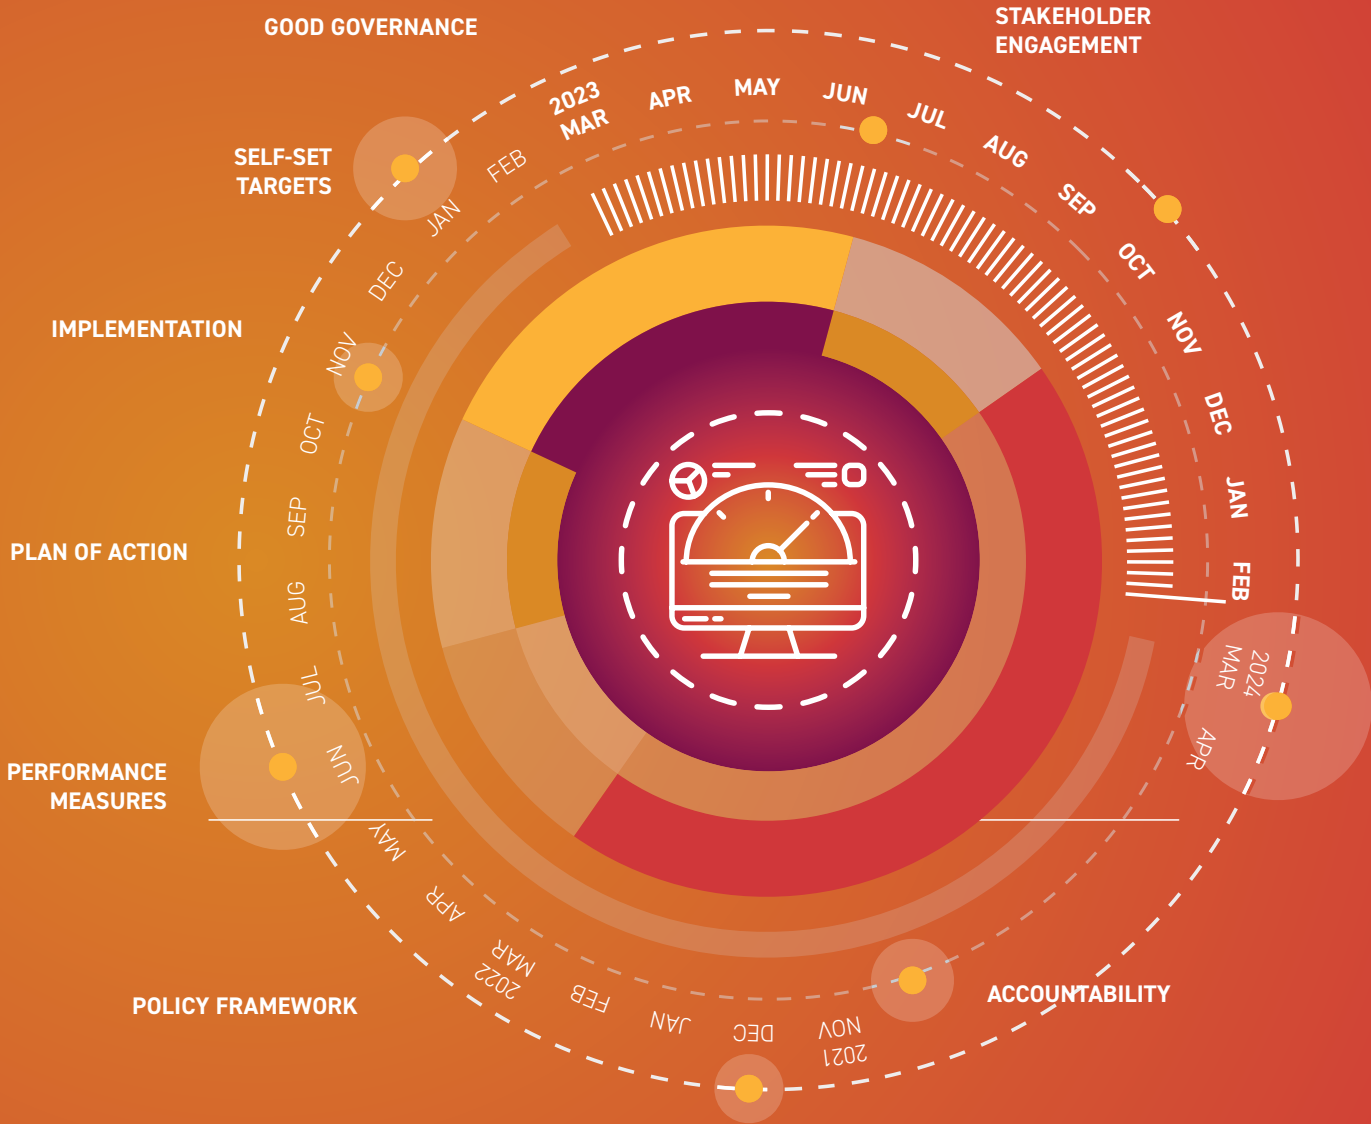 GOOD GOVERNANCE
STAKEHOLDER
ENGAGEMENT
SELF-SET
TARGETS
IMPLEMENTATION
PLAN OF ACTION
PERFORMANCE
MEASURES
POLICY FRAMEWORK
ACCOUNTABILITY
2021
NOV
DEC
JAN
FEB
2022
MAR
APR
MAY
JUN
JUL
AUG
SEP
OCT
NOV
DEC
JAN
FEB
2023
MAR
APR
MAY
JUN
JUL
AUG
SEP
OCT
NOV
DEC
JAN
FEB
2024
MAR
APR